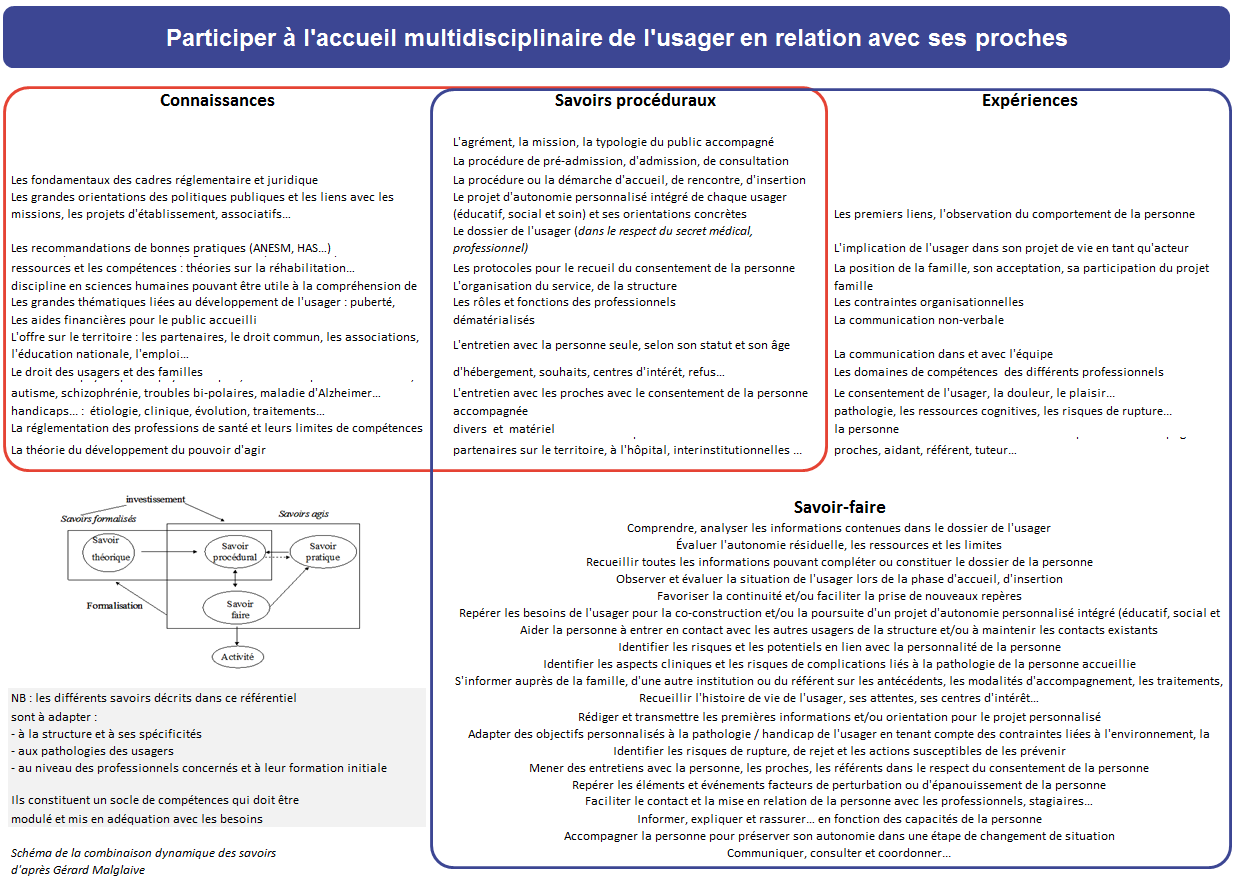 Participer à l'accueil multidisciplinaire de l'usager en relation avec ses proches
Connaissances
Les fondamentaux des cadres réglementaire et juridique
Les grandes orientations des politiques publiques et les liens avec les
missions, les projets d'établissement, associatifs...
Les recommandations de bonnes pratiques (ANESM, HAS...)
ressources et les compétences : théories sur la réhabilitation...
discipline en sciences humaines pouvant être utile à la compréhension de
Les grandes thématiques liées au développement de l'usager : puberté,
Les aides financières pour le public accueilli
L'offre sur le territoire : les partenaires, le droit commun, les associations,
l'éducation nationale, l'emploi...
Le droit des usagers et des familles
autisme, schizophrénie, troubles bi-polaires, maladie d'Alzheimer...
handicaps... : étiologie, clinique, évolution, traitements...
La réglementation des professions de santé et leurs limites de compétences
La théorie du développement du pouvoir d'agir
Savoirs procéduraux
L'agrément, la mission, la typologie du public accompagné
La procédure de pré-admission, d'admission, de consultation
La procédure ou la démarche d'accueil, de rencontre, d'insertion
Le projet d'autonomie personnalisé intégré de chaque usager
(éducatif, social et soin) et ses orientations concrètes
Le dossier de l'usager (dans le respect du secret médical,
professionnel)
Les protocoles pour le recueil du consentement de la personne
L'organisation du service, de la structure
Les rôles et fonctions des professionnels
dématérialisés
L'entretien avec la personne seule, selon son statut et son âge
d'hébergement, souhaits, centres d'intérêt, refus...
L'entretien avec les proches avec le consentement de la personne
accompagnée
divers et matériel
partenaires sur le territoire, à l'hôpital, interinstitutionnelles ...
Expériences
Les premiers liens, l'observation du comportement de la personne
L'implication de l'usager dans son projet de vie en tant qu'acteur
La position de la famille, son acceptation, sa participation du projet
famille
Les contraintes organisationnelles
La communication non-verbale
La communication dans et avec l'équipe
Les domaines de compétences des différents professionnels
Le consentement de l'usager, la douleur, le plaisir...
pathologie, les ressources cognitives, les risques de rupture...
la personne
proches, aidant, référent, tuteur...
investissement
Savoirs formalisés
Savoirs agis
Savoir
théorique
Savoir
procédural
Savoir
pratique
Formalisation
Savoir
faire
Activité
NB : les différents savoirs décrits dans ce référentiel
sont à adapter :
- à la structure et à ses spécificités
- aux pathologies des usagers
- au niveau des professionnels concernés et à leur formation initiale
Ils constituent un socle de compétences qui doit être
modulé et mis en adéquation avec les besoins
Schéma de la combinaison dynamique des savoirs
d'après Gérard Malglaive
Savoir-faire
Comprendre, analyser les informations contenues dans le dossier de l'usager
Évaluer l'autonomie résiduelle, les ressources et les limites
Recueillir toutes les informations pouvant compléter ou constituer le dossier de la personne
Observer et évaluer la situation de l'usager lors de la phase d'accueil, d'insertion
Favoriser la continuité et/ou faciliter la prise de nouveaux repères
Repérer les besoins de l'usager pour la co-construction et/ou la poursuite d'un projet d'autonomie personnalisé intégré (éducatif, social et
Aider la personne à entrer en contact avec les autres usagers de la structure et/ou à maintenir les contacts existants
Identifier les risques et les potentiels en lien avec la personnalité de la personne
Identifier les aspects cliniques et les risques de complications liés à la pathologie de la personne accueillie
S'informer auprès de la famille, d'une autre institution ou du référent sur les antécédents, les modalités d'accompagnement, les traitements,
Recueillir l'histoire de vie de l'usager, ses attentes, ses centres d'intérêt...
Rédiger et transmettre les premières informations et/ou orientation pour le projet personnalisé
Adapter des objectifs personnalisés à la pathologie / handicap de l'usager en tenant compte des contraintes liées à l'environnement, la
Identifier les risques de rupture, de rejet et les actions susceptibles de les prévenir
Mener des entretiens avec la personne, les proches, les référents dans le respect du consentement de la personne
Repérer les éléments et événements facteurs de perturbation ou d'épanouissement de la personne
Faciliter le contact et la mise en relation de la personne avec les professionnels, stagiaires...
Informer, expliquer et rassurer... en fonction des capacités de la personne
Accompagner la personne pour préserver son autonomie dans une étape de changement de situation
Communiquer, consulter et coordonner...